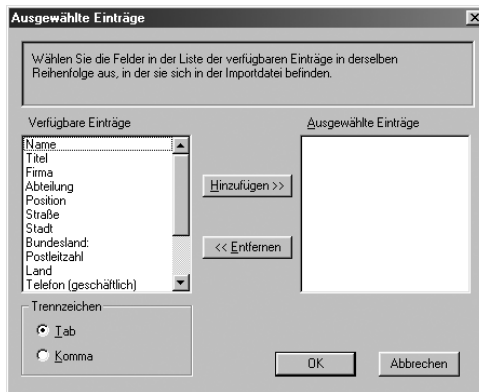 Ausgewählte Einträge
Wählen Sie die Felder in der Liste der verfügbaren Einträge in derselben
Reihenfolge aus, in der sie sich in der Importdatei befinden.
Verfügbare Einträge
Name
Titel
Firma
Abteilung
Position
Straße
Stadt
Bundesland:
Postleitzahl
Land
Telefon (geschäftlich)
Hinzufügen >>
<< Entfernen
Ausgewählte Einträge
Trennzeichen
Tab
Komma
OK
Abbrechen